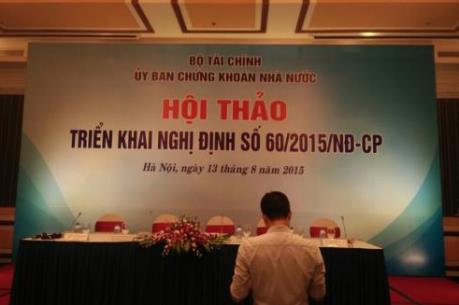 BỘ TÀI CHÍNH
ỦY BAN CHỨNG KHOÁN NHÀ NƯỚC
HỘI THẢO
TRIỂN KHAI NGHỊ ĐỊNH SỐ 60/2015/NĐ-CP
Hà Nội, ngày 13 tháng 8 năm 2015